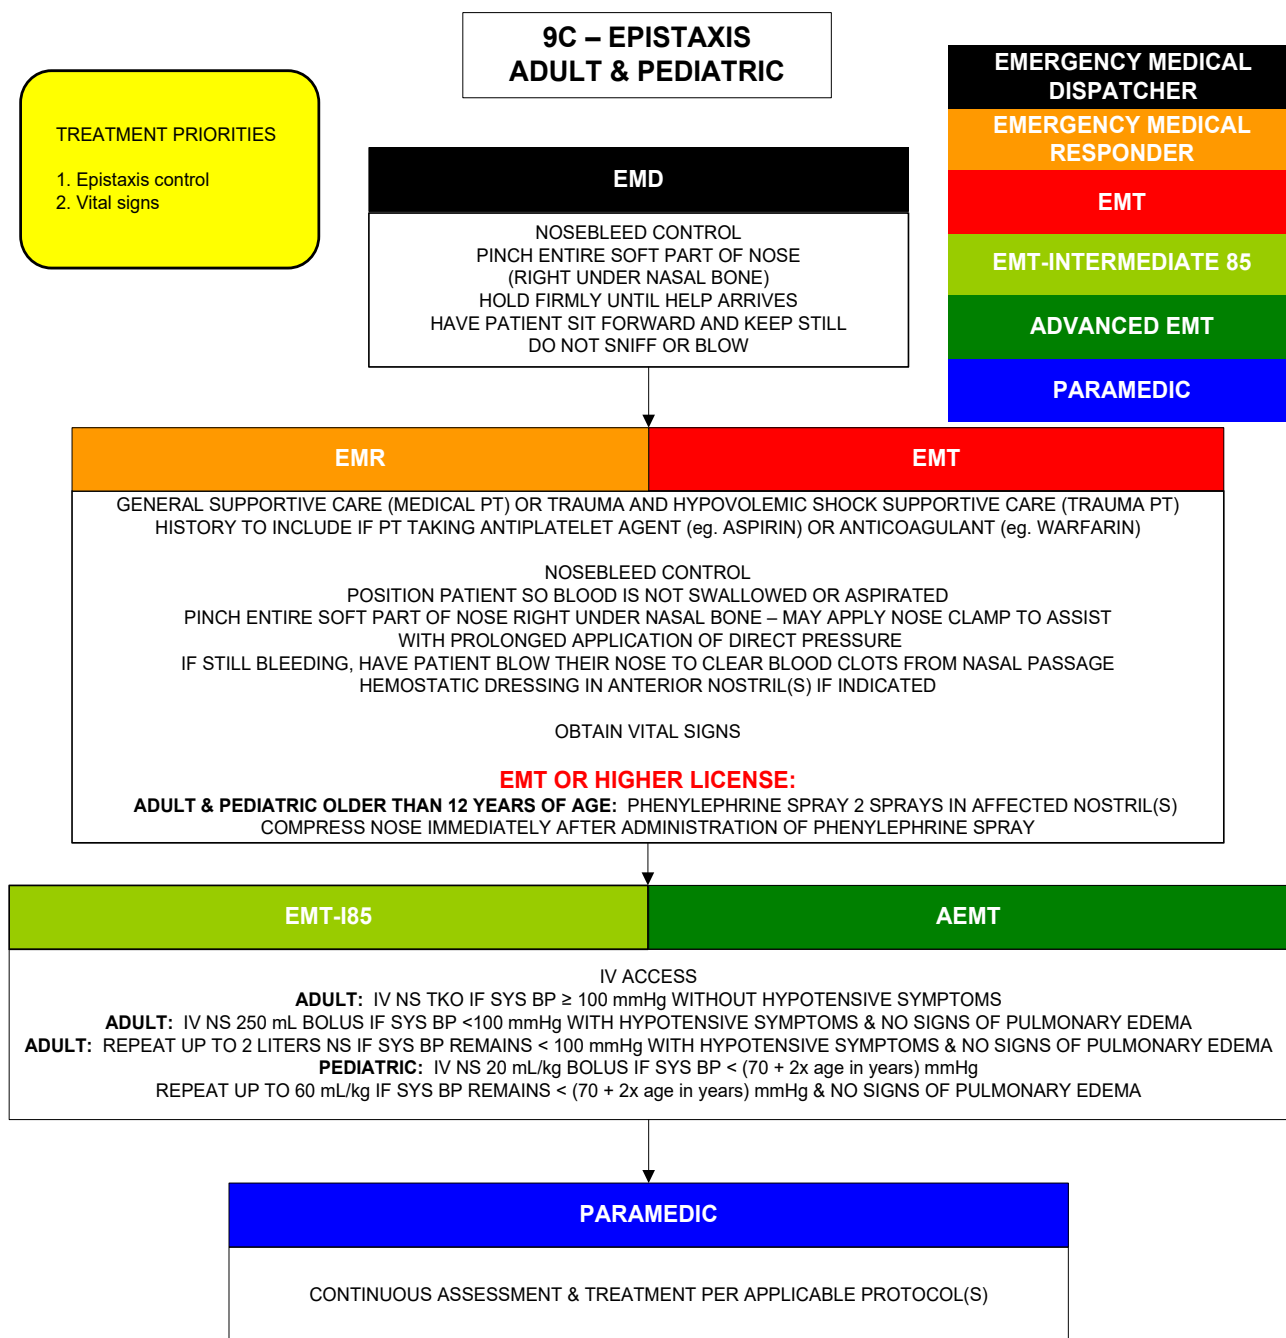 9C – EPISTAXIS
ADULT & PEDIATRIC
TREATMENT PRIORITIES
1. Epistaxis control
2. Vital signs
EMERGENCY MEDICAL
DISPATCHER
EMERGENCY MEDICAL
RESPONDER
EMT
EMT-INTERMEDIATE 85
ADVANCED EMT
PARAMEDIC
EMD
NOSEBLEED CONTROL
PINCH ENTIRE SOFT PART OF NOSE
(RIGHT UNDER NASAL BONE)
HOLD FIRMLY UNTIL HELP ARRIVES
HAVE PATIENT SIT FORWARD AND KEEP STILL
DO NOT SNIFF OR BLOW
EMR
EMT
GENERAL SUPPORTIVE CARE (MEDICAL PT) OR TRAUMA AND HYPOVOLEMIC SHOCK SUPPORTIVE CARE (TRAUMA PT)
HISTORY TO INCLUDE IF PT TAKING ANTIPLATELET AGENT (eg. ASPIRIN) OR ANTICOAGULANT (eg. WARFARIN)
NOSEBLEED CONTROL
POSITION PATIENT SO BLOOD IS NOT SWALLOWED OR ASPIRATED
PINCH ENTIRE SOFT PART OF NOSE RIGHT UNDER NASAL BONE – MAY APPLY NOSE CLAMP TO ASSIST
WITH PROLONGED APPLICATION OF DIRECT PRESSURE
IF STILL BLEEDING, HAVE PATIENT BLOW THEIR NOSE TO CLEAR BLOOD CLOTS FROM NASAL PASSAGE
HEMOSTATIC DRESSING IN ANTERIOR NOSTRIL(S) IF INDICATED
OBTAIN VITAL SIGNS
EMT OR HIGHER LICENSE:
ADULT & PEDIATRIC OLDER THAN 12 YEARS OF AGE: PHENYLEPHRINE SPRAY 2 SPRAYS IN AFFECTED NOSTRIL(S)
COMPRESS NOSE IMMEDIATELY AFTER ADMINISTRATION OF PHENYLEPHRINE SPRAY
EMT-I85
AEMT
IV ACCESS
ADULT: IV NS TKO IF SYS BP ≥ 100 mmHg WITHOUT HYPOTENSIVE SYMPTOMS
ADULT: IV NS 250 mL BOLUS IF SYS BP <100 mmHg WITH HYPOTENSIVE SYMPTOMS & NO SIGNS OF PULMONARY EDEMA
ADULT: REPEAT UP TO 2 LITERS NS IF SYS BP REMAINS < 100 mmHg WITH HYPOTENSIVE SYMPTOMS & NO SIGNS OF PULMONARY EDEMA
PEDIATRIC: IV NS 20 mL/kg BOLUS IF SYS BP < (70 + 2x age in years) mmHg
REPEAT UP TO 60 mL/kg IF SYS BP REMAINS < (70 + 2x age in years) mmHg & NO SIGNS OF PULMONARY EDEMA
PARAMEDIC
CONTINUOUS ASSESSMENT & TREATMENT PER APPLICABLE PROTOCOL(S)